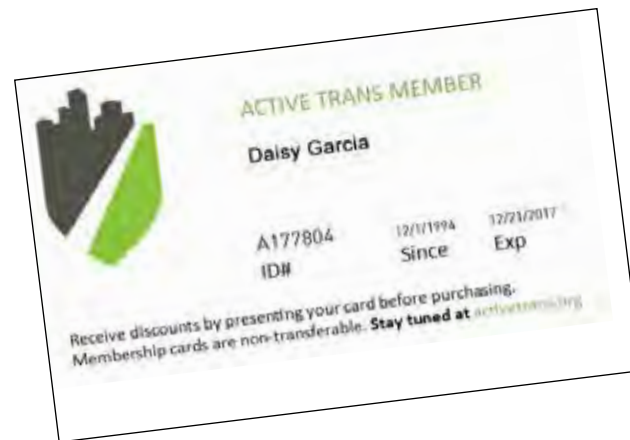 ACTIVE TRANS MEMBER
Daisy Garcia
A177804 12/1/1994 12/21/2017
ID# Since Exp
Receive discounts by presenting your card before purchasing.
Membership cards are non-transferable. Stay tuned at activetrans.org